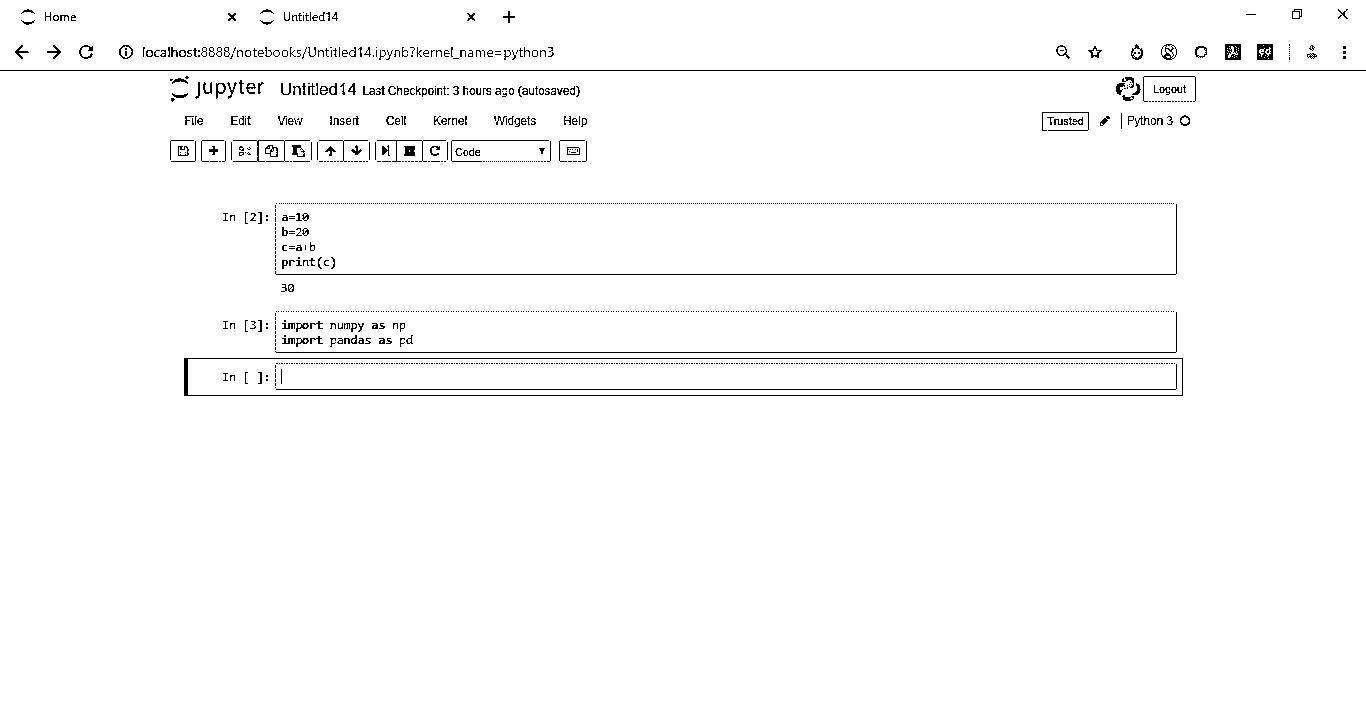 Home
Untitled14
localhost:8888/notebooks/Untitled14.ipynb?kernel_name=python3
jupyter Untitled14 Last Checkpoint: 3 hours ago (autosaved)
Logout
File Edit View Insert Cell Kernel Widgets Help
Trusted Python 3
Code
In [2]: a=10
b=20
c=a+b
print(c)
30
In [3]: import numpy as np
import pandas as pd
In [ ]: